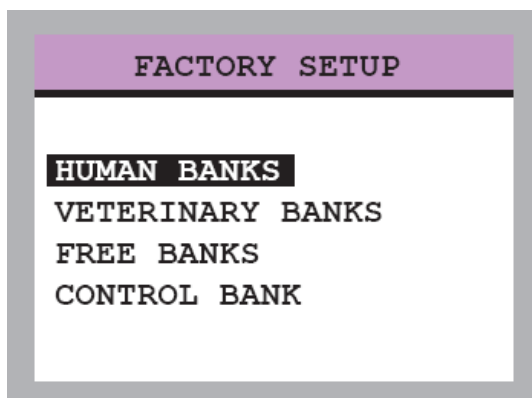 FACTORY SETUP
HUMAN BANKS
VETERINARY BANKS
FREE BANKS
CONTROL BANK